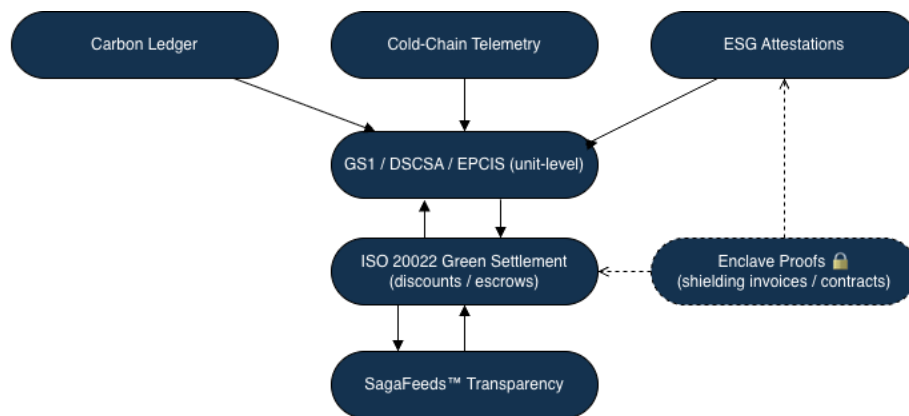 Carbon Ledger
Cold-Chain Telemetry
ESG Attestations
GS1 / DSCSA / EPCIS (unit-level)
ISO 20022 Green Settlement
(discounts / escrows)
Enclave Proofs 🔒
(shielding invoices / contracts)
SagaFeeds™ Transparency